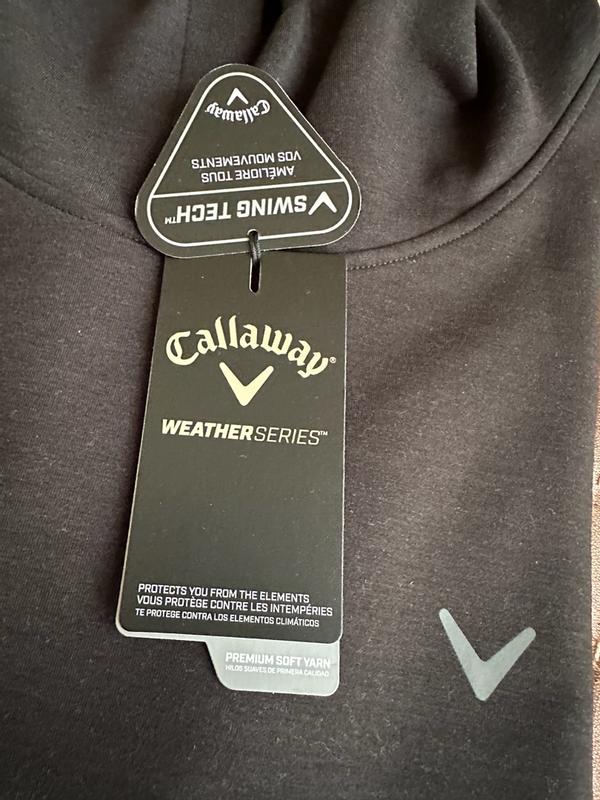 Callaway
AMÉLIORE TOUS
VOS MOUVEMENTS
SWING TECH™
Callaway®
WEATHERSERIES™
PROTECTS YOU FROM THE ELEMENTS
VOUS PROTÈGE CONTRE LES INTEMPÉRIES
TE PROTEGE CONTRA LOS ELEMENTOS CLIMÁTICOS
PREMIUM SOFT YARN
HILOS SUAVES DE PRIMERA CALIDAD